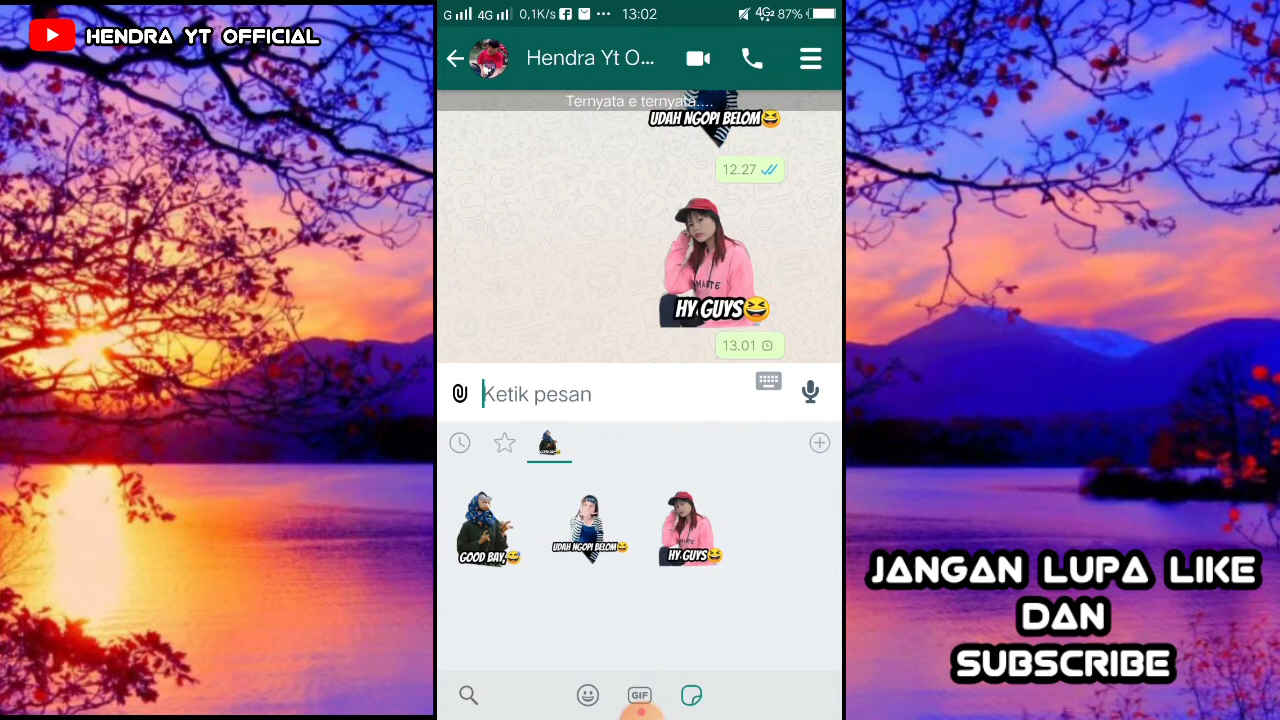 HENDRA YT OFFICIAL
G 4G 0,1K/s 13:02 4G2 87%
Hendra Yt O...
Ternyata e ternyata....
UDAH NGOPI BELOM😆
12.27
HY GUYS😆
13.01
Ketik pesan
GOOD BAY,😅
UDAH NGOPI BELOM😆
HY GUYS😆
GIF
JANGAN LUPA LIKE
DAN
SUBSCRIBE